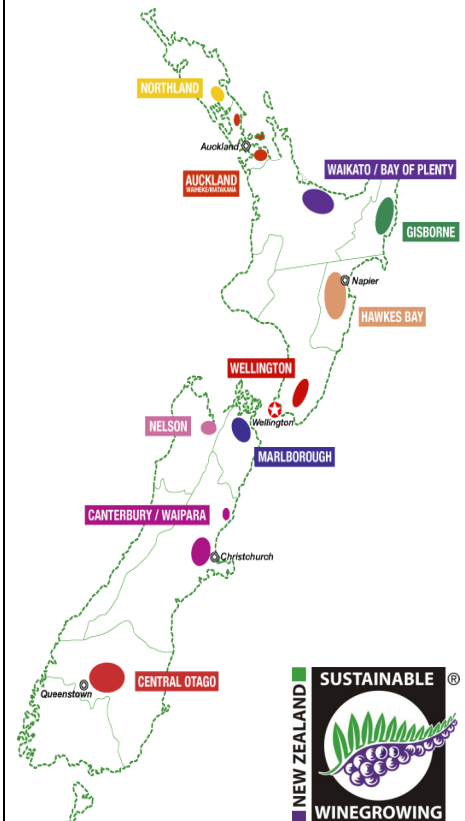 NORTHLAND
Auckland
WAIKATO / BAY OF PLENTY
AUCKLAND
WAIHEKE/MATAKANA
GISBORNE
Napier
HAWKES BAY
WELLINGTON
Wellington
NELSON
MARLBOROUGH
CANTERBURY / WAIPARA
Christchurch
CENTRAL OTAGO
Queenstown
NEW ZEALAND
SUSTAINABLE ®
WINEGROWING